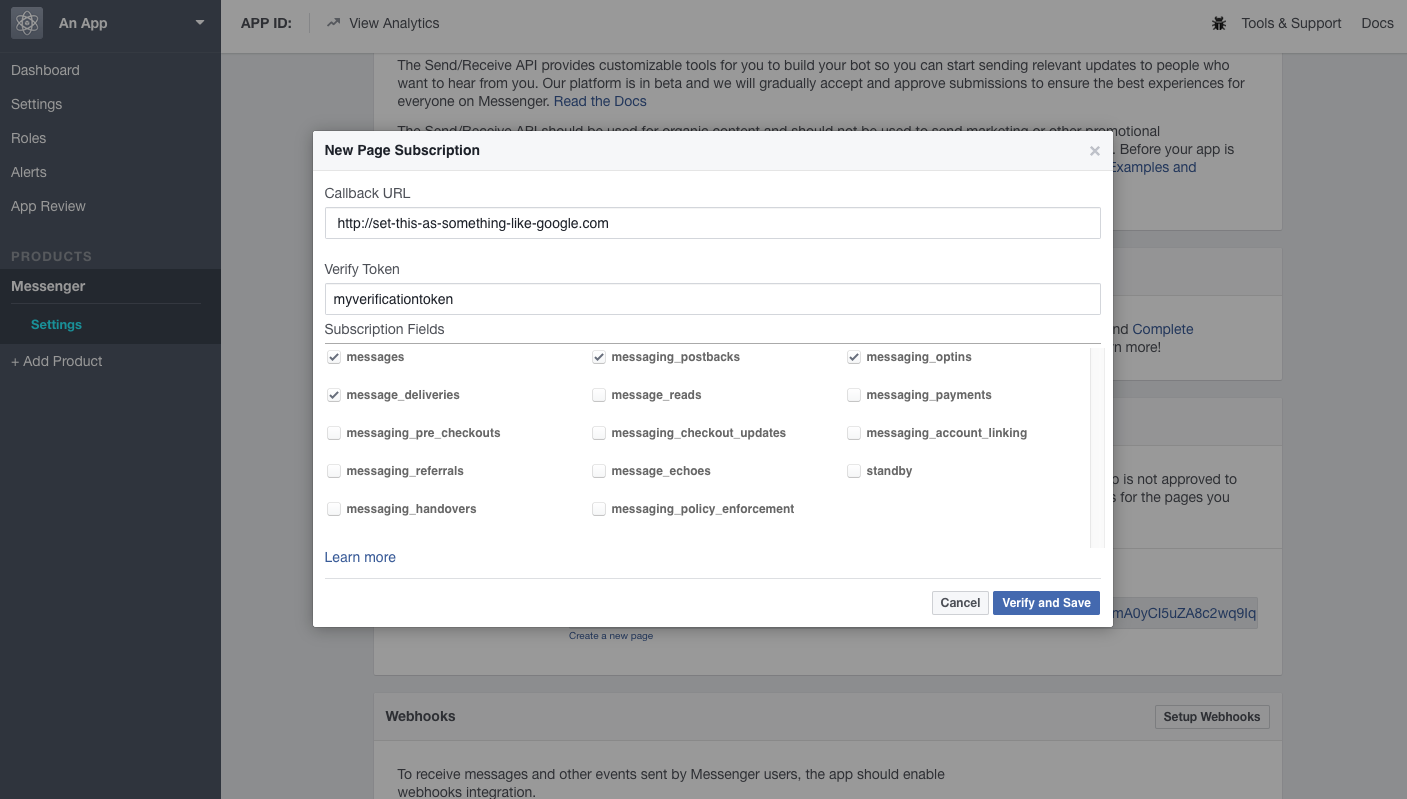 An App
APP ID:
View Analytics
Tools & Support
Docs
Dashboard
Settings
Roles
Alerts
App Review
PRODUCTS
Messenger
Settings
+ Add Product
The Send/Receive API provides customizable tools for you to build your bot so you can start sending relevant updates to people who
want to hear from you. Our platform is in beta and we will gradually accept and approve submissions to ensure the best experiences for
everyone on Messenger. Read the Docs
The Send/Receive API should be used for organic content and should not be used to send marketing or other promotional
. Before your app is
Examples and
New Page Subscription
×
Callback URL
http://set-this-as-something-like-google.com
Verify Token
myverificationtoken
Subscription Fields
messages
messaging_postbacks
messaging_optins
message_deliveries
message_reads
messaging_payments
messaging_pre_checkouts
messaging_checkout_updates
messaging_account_linking
messaging_referrals
message_echoes
standby
messaging_handovers
messaging_policy_enforcement
Learn more
Cancel
Verify and Save
Complete
more!
is not approved to
for the pages you
mA0yCl5uZA8c2wq9Iq
Create a new page
Webhooks
Setup Webhooks
To receive messages and other events sent by Messenger users, the app should enable
webhooks integration.